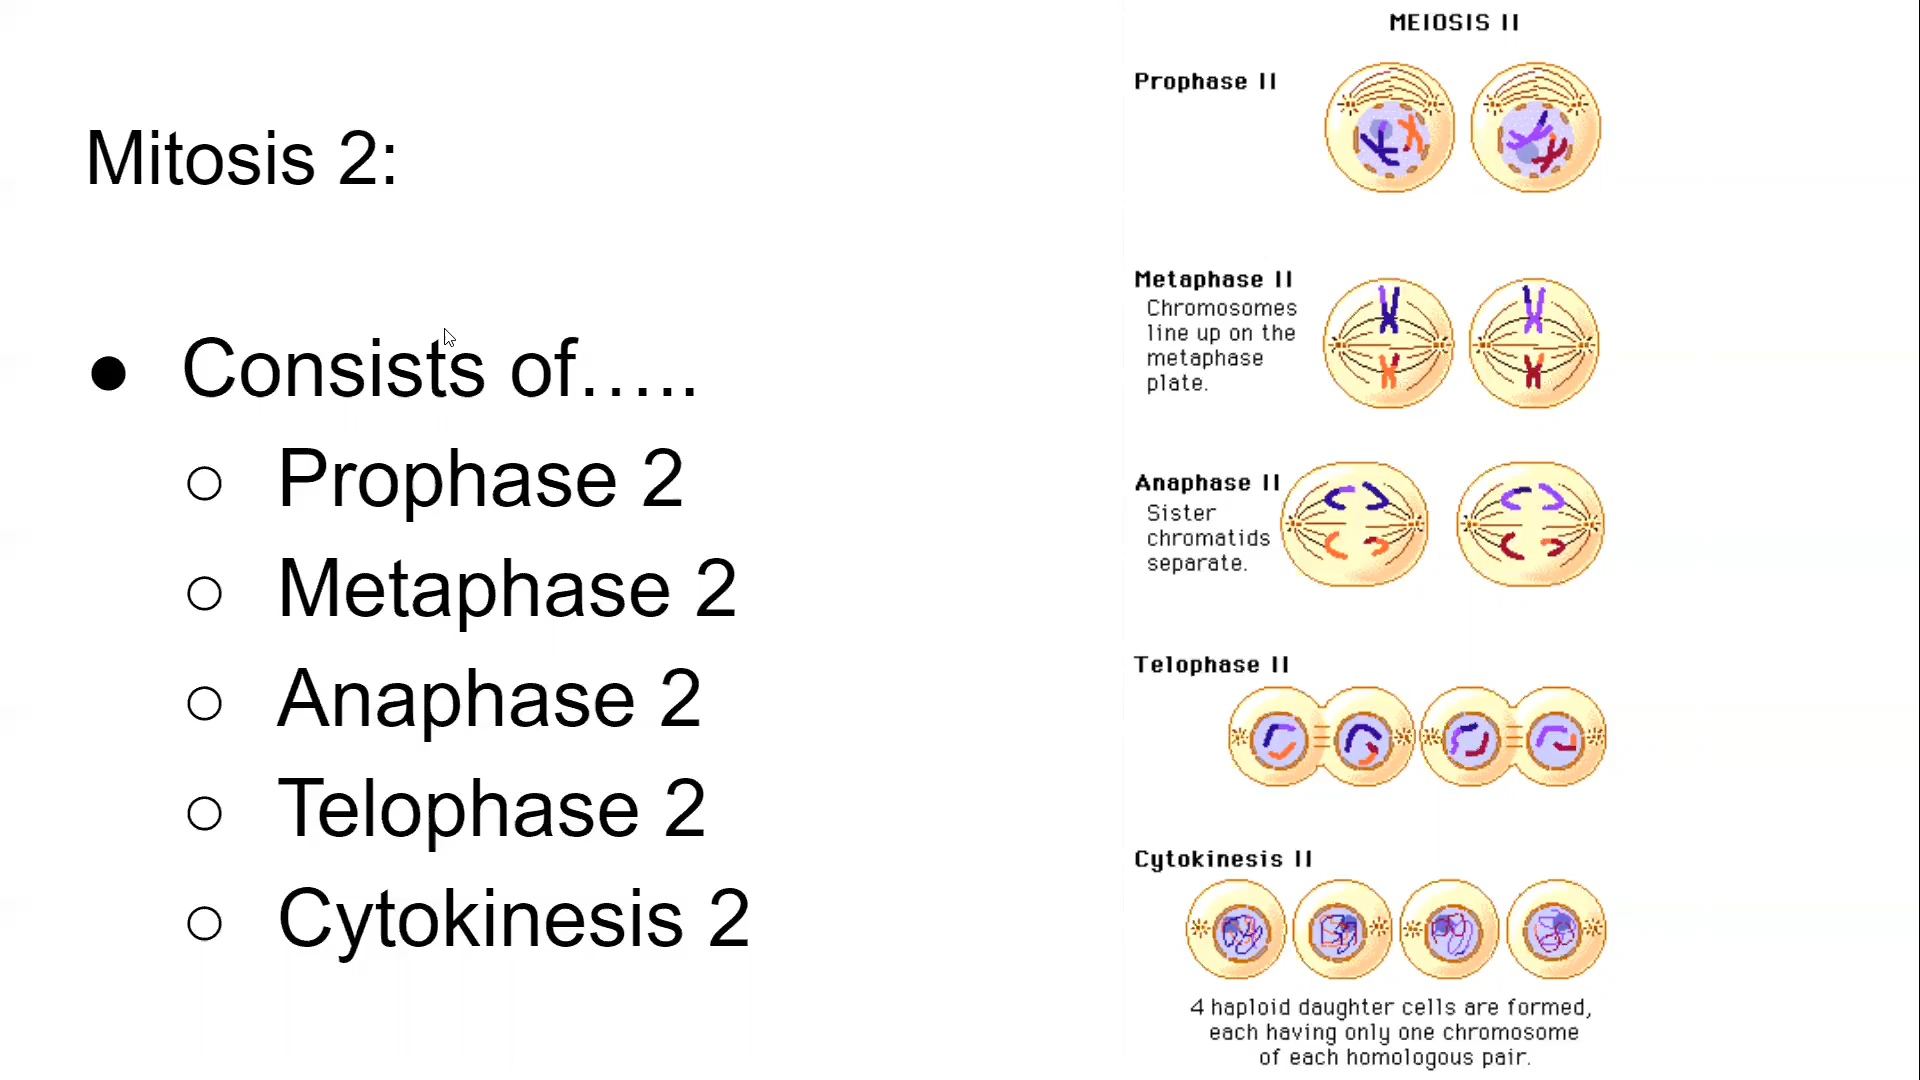 Mitosis 2:
● Consists of…..
○ Prophase 2
○ Metaphase 2
○ Anaphase 2
○ Telophase 2
○ Cytokinesis 2
MEIOSIS II
Prophase II
Metaphase II
Chromosomes
line up on the
metaphase
plate.
Anaphase II
Sister
chromatids
separate.
Telophase II
Cytokinesis II
4 haploid daughter cells are formed,
each having only one chromosome
of each homologous pair.